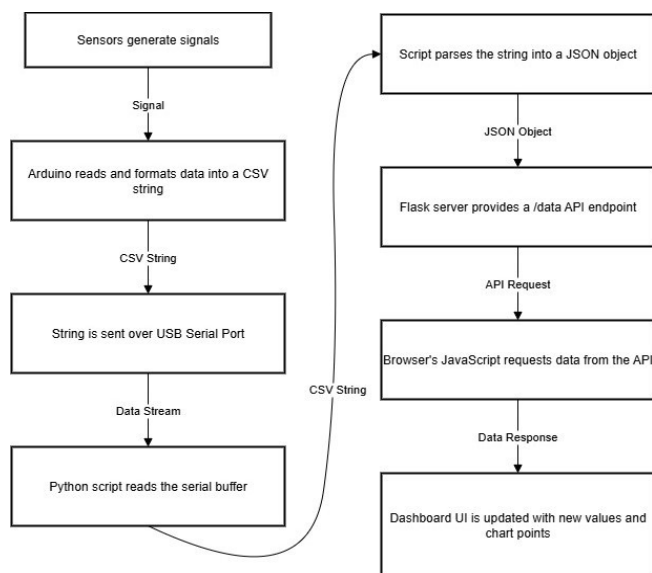 Sensors generate signals
Signal
Arduino reads and formats data into a CSV
string
CSV String
String is sent over USB Serial Port
Data Stream
Python script reads the serial buffer
CSV String
Script parses the string into a JSON object
JSON Object
Flask server provides a /data API endpoint
API Request
Browser's JavaScript requests data from the API
Data Response
Dashboard UI is updated with new values and
chart points